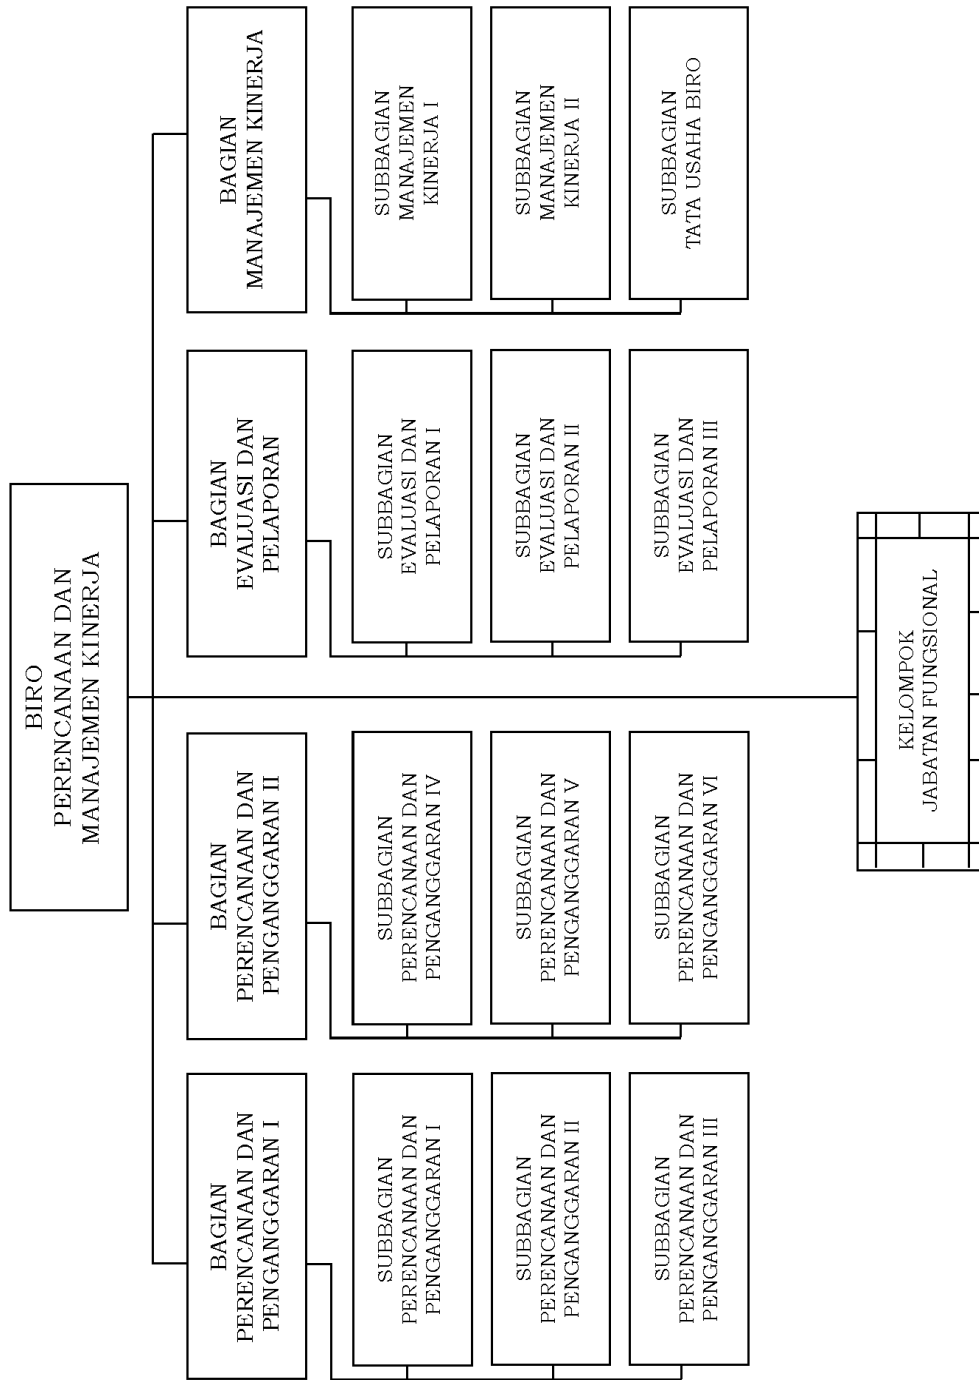 BIRO
PERENCANAAN DAN
MANAJEMEN KINERJA
BAGIAN
PERENCANAAN DAN
PENGANGGARAN I
BAGIAN
PERENCANAAN DAN
PENGANGGARAN II
BAGIAN
EVALUASI DAN
PELAPORAN
BAGIAN
MANAJEMEN KINERJA
SUBBAGIAN
PERENCANAAN DAN
PENGANGGARAN I
SUBBAGIAN
PERENCANAAN DAN
PENGANGGARAN IV
SUBBAGIAN
EVALUASI DAN
PELAPORAN I
SUBBAGIAN
MANAJEMEN
KINERJA I
SUBBAGIAN
PERENCANAAN DAN
PENGANGGARAN II
SUBBAGIAN
PERENCANAAN DAN
PENGANGGARAN V
SUBBAGIAN
EVALUASI DAN
PELAPORAN II
SUBBAGIAN
MANAJEMEN
KINERJA II
SUBBAGIAN
PERENCANAAN DAN
PENGANGGARAN III
SUBBAGIAN
PERENCANAAN DAN
PENGANGGARAN VI
SUBBAGIAN
EVALUASI DAN
PELAPORAN III
SUBBAGIAN
TATA USAHA BIRO
KELOMPOK
JABATAN FUNGSIONAL